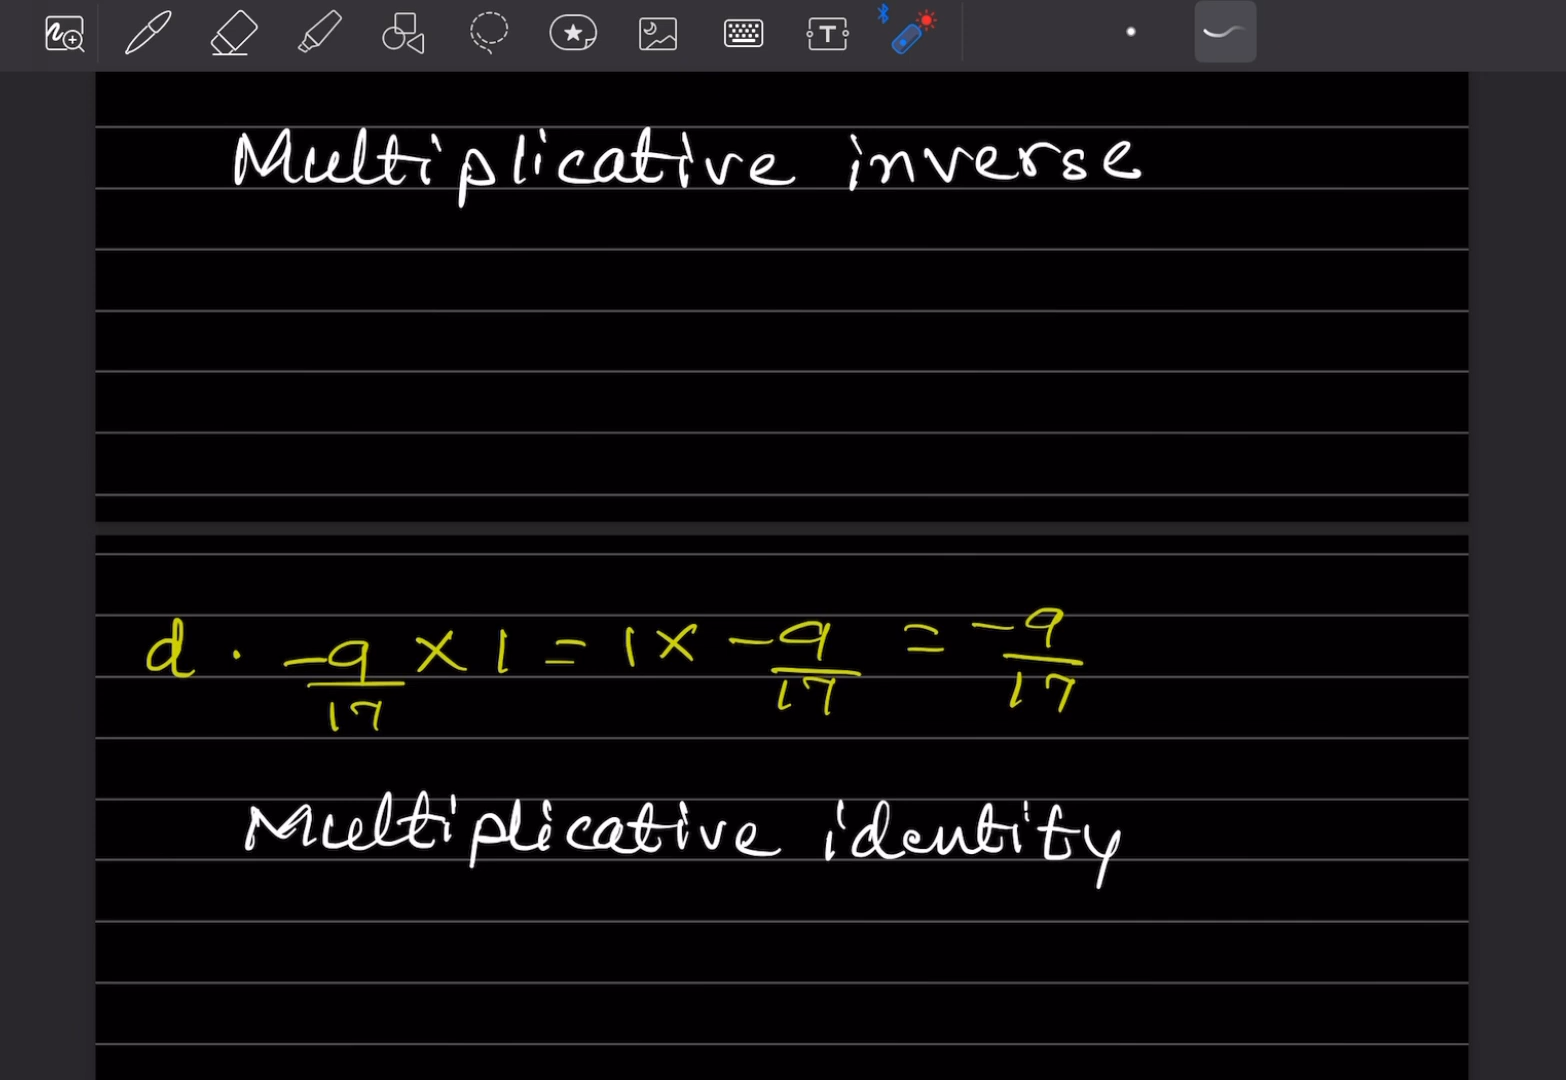 Multiplicative inverse
d. -9/17 × 1 = 1 × -9/17 = -9/17
Multiplicative identity